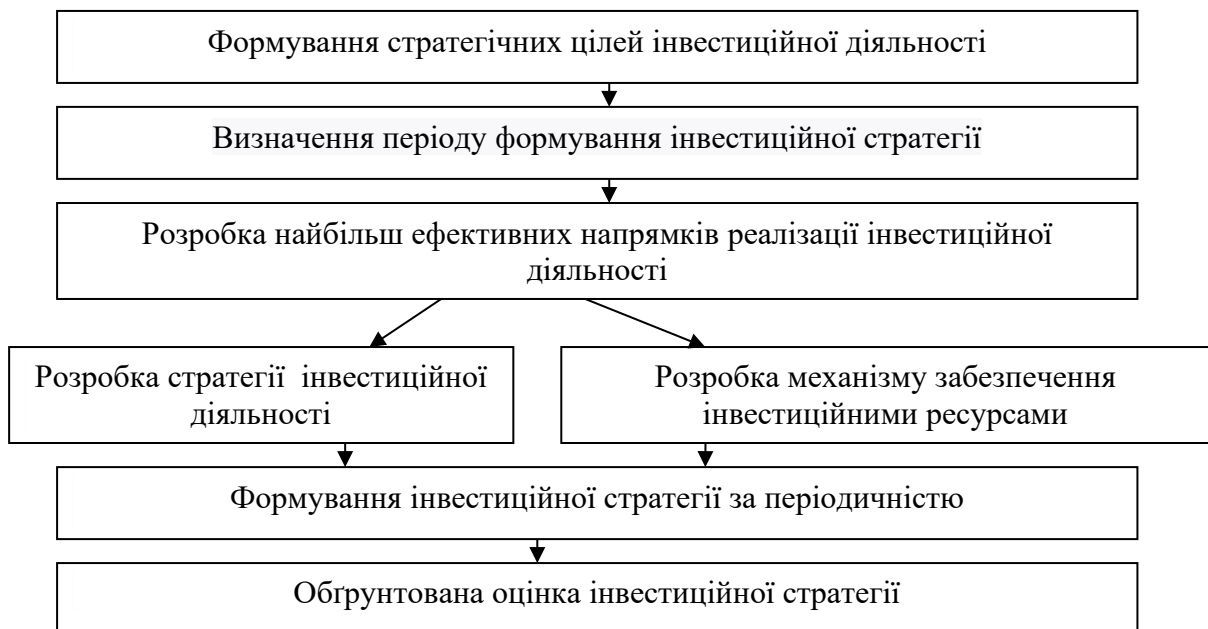 Формування стратегічних цілей інвестиційної діяльності
Визначення періоду формування інвестиційної стратегії
Розробка найбільш ефективних напрямків реалізації інвестиційної
діяльності
Розробка стратегії інвестиційної
діяльності
Розробка механізму забезпечення
інвестиційними ресурсами
Формування інвестиційної стратегії за періодичністю
Обґрунтована оцінка інвестиційної стратегії